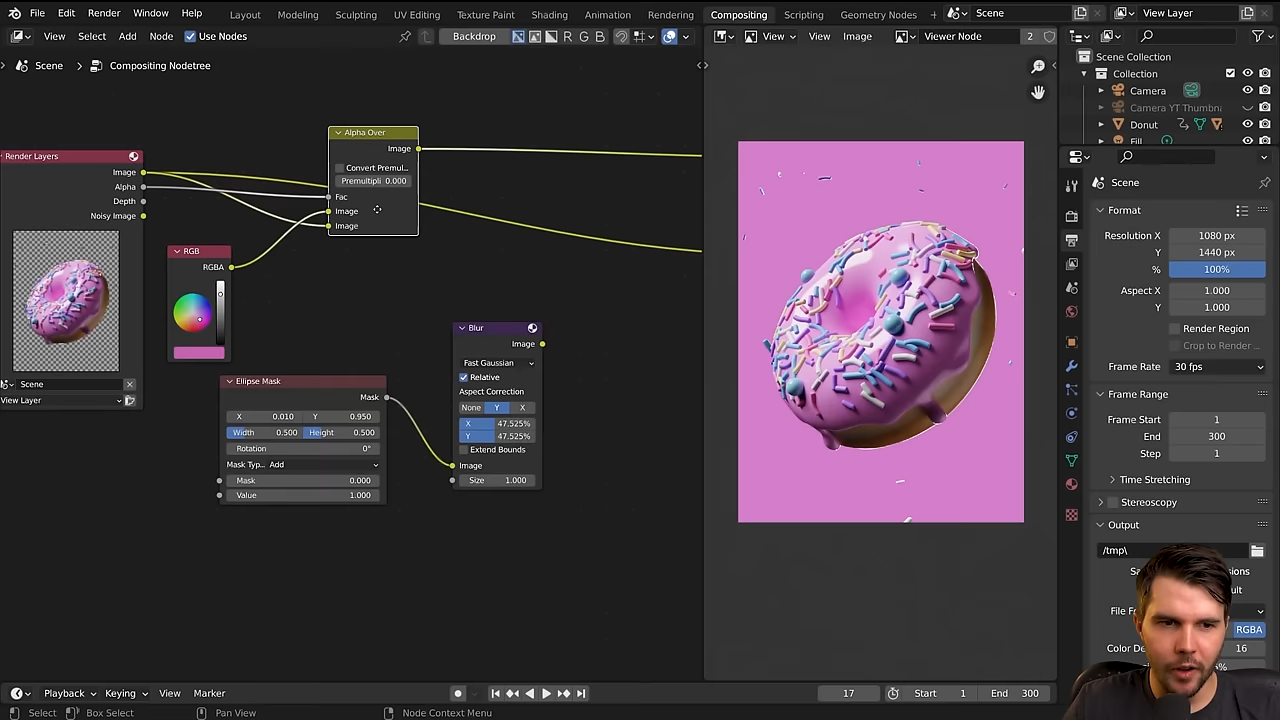 File Edit Render Window Help Layout Modeling Sculpting UV Editing Texture Paint Shading Animation Rendering Compositing Scripting Geometry Nodes + Scene View Layer
View Select Add Node Use Nodes Backdrop R G B View View Image Viewer Node 2
Scene > Compositing Nodetree
Scene Collection
Collection
Camera
Camera YT Thumbna
Donut
Fill
Scene
Format
Resolution X 1080 px
Y 1440 px
% 100%
Aspect X 1.000
Y 1.000
Render Region
Crop to Render ...
Frame Rate 30 fps
Frame Range
Frame Start 1
End 300
Step 1
Time Stretching
Stereoscopy
Output
/tmp\
RGBA
16
Render Layers
Image
Alpha
Depth
Noisy Image
Scene
View Layer
RGB
RGBA
Alpha Over
Image
Convert Premul...
Premultipli 0.000
Fac
Image
Image
Ellipse Mask
Mask
X 0.010 Y 0.950
Width 0.500 Height 0.500
Rotation 0°
Mask Typ... Add
Mask 0.000
Value 1.000
Blur
Image
Fast Gaussian
Relative
Aspect Correction
None Y X
X 47.525%
Y 47.525%
Extend Bounds
Image
Size 1.000
Playback Keying View Marker 17 Start 1 End 300
Select Box Select Pan View Node Context Menu